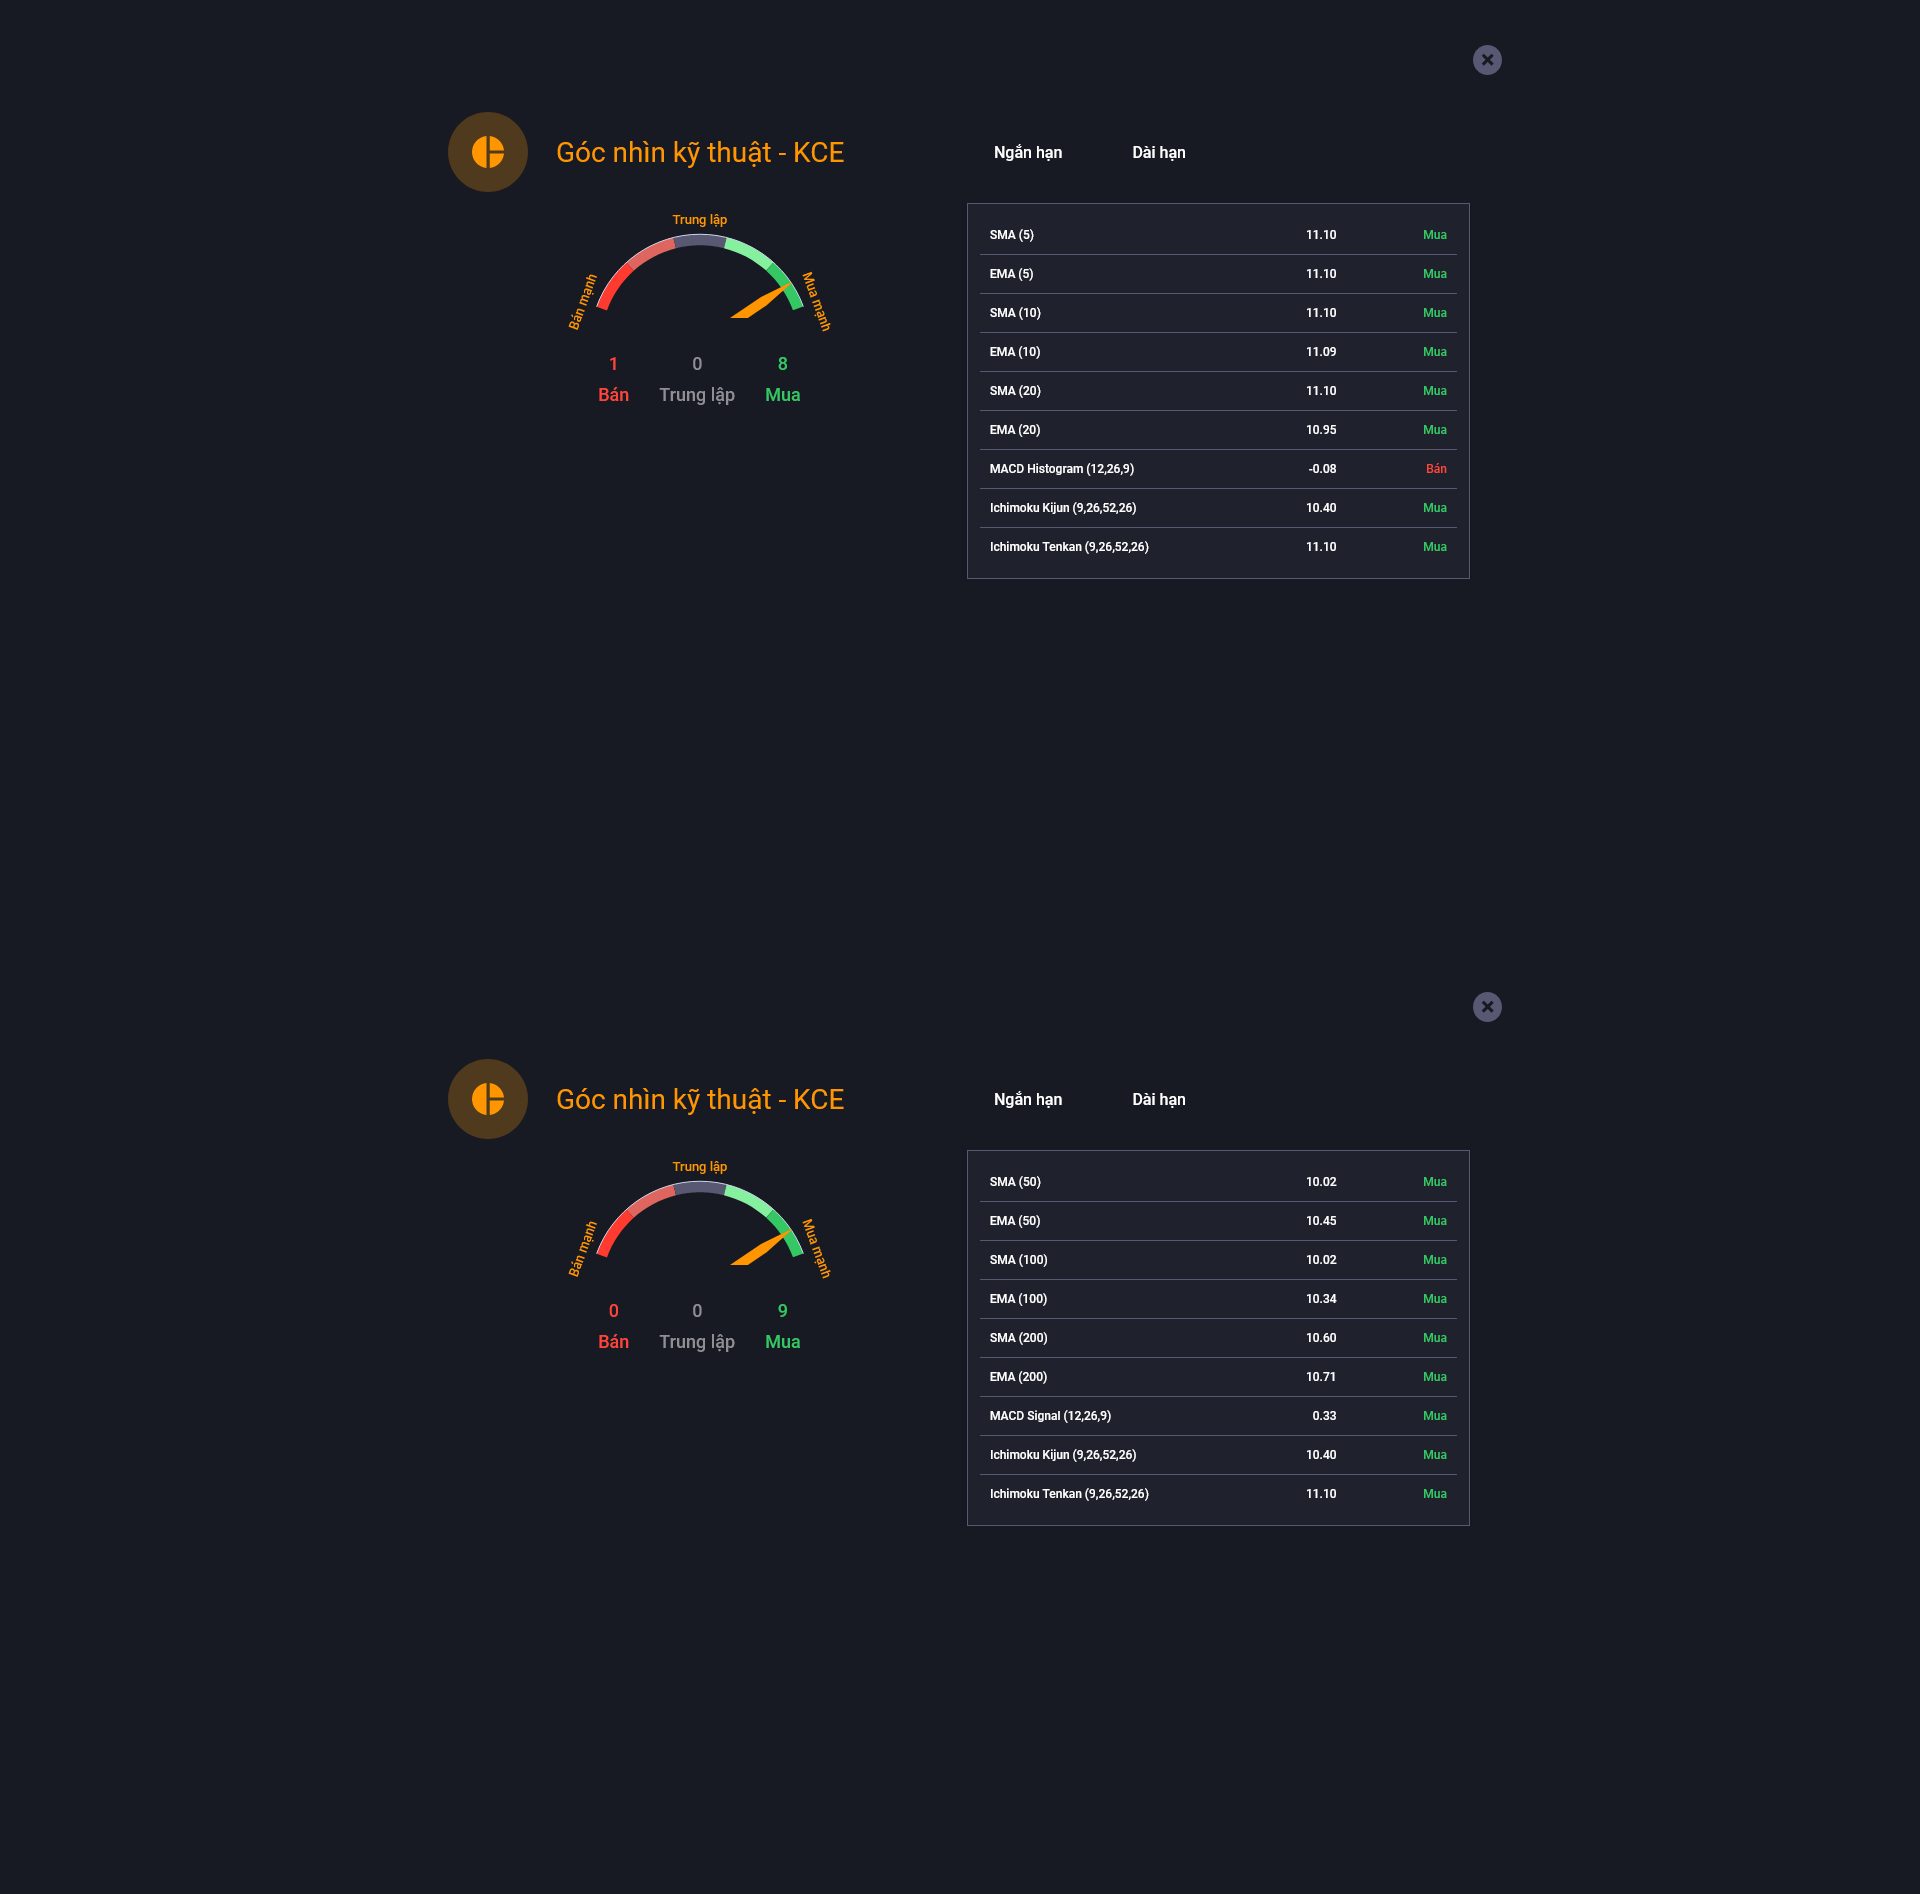 Góc nhìn kỹ thuật - KCE
Ngắn hạn Dài hạn
Trung lập
Bán mạnh
Mua mạnh
1 0 8
Bán Trung lập Mua
SMA (5) 11.10 Mua
EMA (5) 11.10 Mua
SMA (10) 11.10 Mua
EMA (10) 11.09 Mua
SMA (20) 11.10 Mua
EMA (20) 10.95 Mua
MACD Histogram (12,26,9) -0.08 Bán
Ichimoku Kijun (9,26,52,26) 10.40 Mua
Ichimoku Tenkan (9,26,52,26) 11.10 Mua
Góc nhìn kỹ thuật - KCE
Ngắn hạn Dài hạn
Trung lập
Bán mạnh
Mua mạnh
0 0 9
Bán Trung lập Mua
SMA (50) 10.02 Mua
EMA (50) 10.45 Mua
SMA (100) 10.02 Mua
EMA (100) 10.34 Mua
SMA (200) 10.60 Mua
EMA (200) 10.71 Mua
MACD Signal (12,26,9) 0.33 Mua
Ichimoku Kijun (9,26,52,26) 10.40 Mua
Ichimoku Tenkan (9,26,52,26) 11.10 Mua